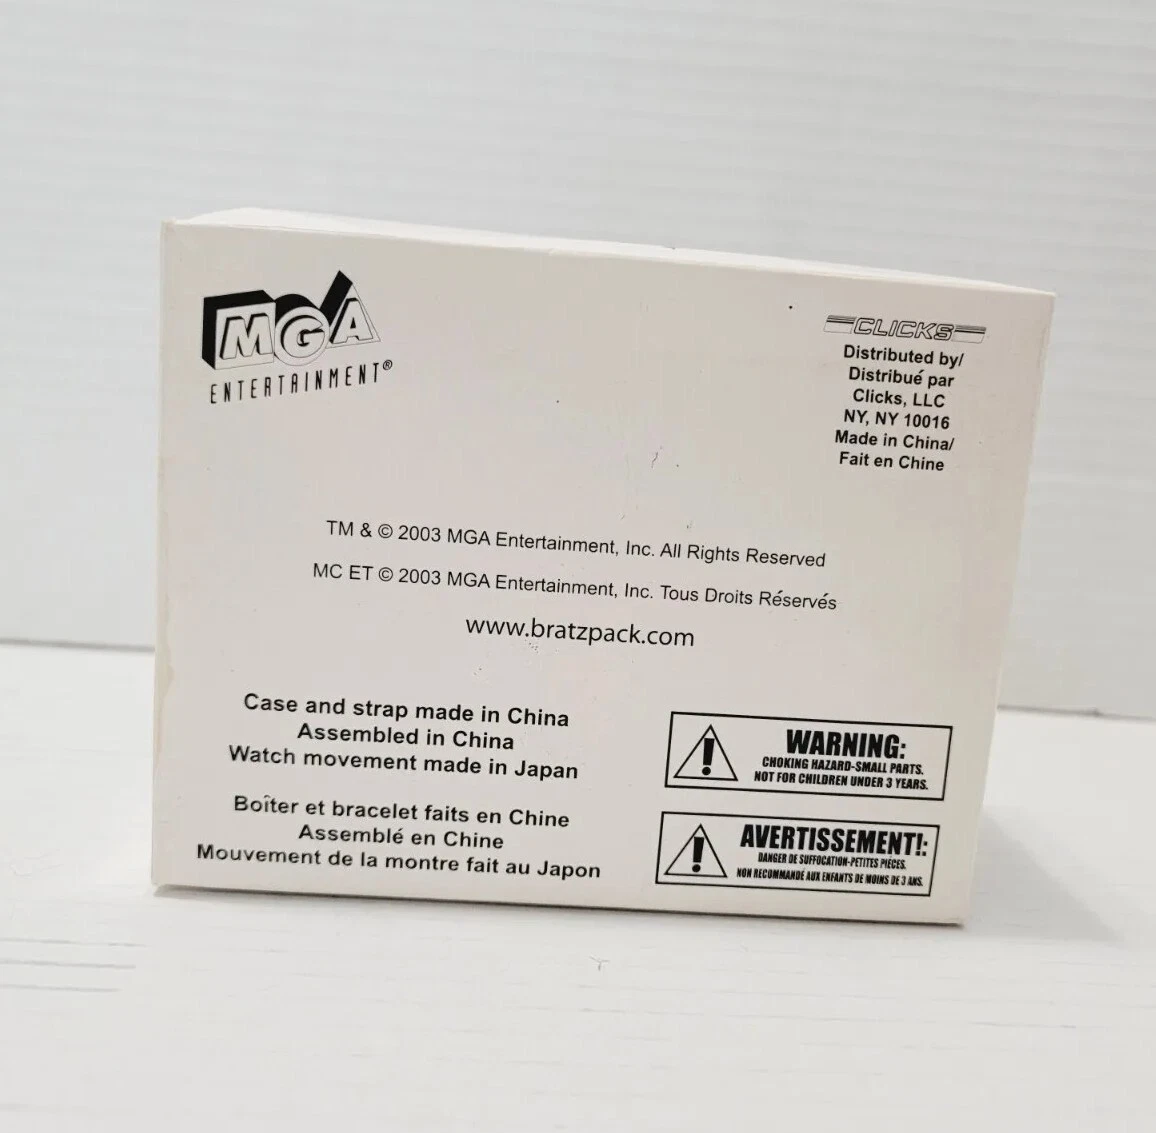 MGA
ENTERTAINMENT®
CLICKS
Distributed by/
Distribué par
Clicks, LLC
NY, NY 10016
Made in China/
Fait en Chine
TM & © 2003 MGA Entertainment, Inc. All Rights Reserved
MC ET © 2003 MGA Entertainment, Inc. Tous Droits Réservés
www.bratzpack.com
Case and strap made in China
Assembled in China
Watch movement made in Japan
Boîter et bracelet faits en Chine
Assemblé en Chine
Mouvement de la montre fait au Japon
WARNING:
CHOKING HAZARD-SMALL PARTS.
NOT FOR CHILDREN UNDER 3 YEARS.
AVERTISSEMENT!:
DANGER DE SUFFOCATION-PETITES PIÈCES.
NON RECOMMANDÉ AUX ENFANTS DE MOINS DE 3 ANS.